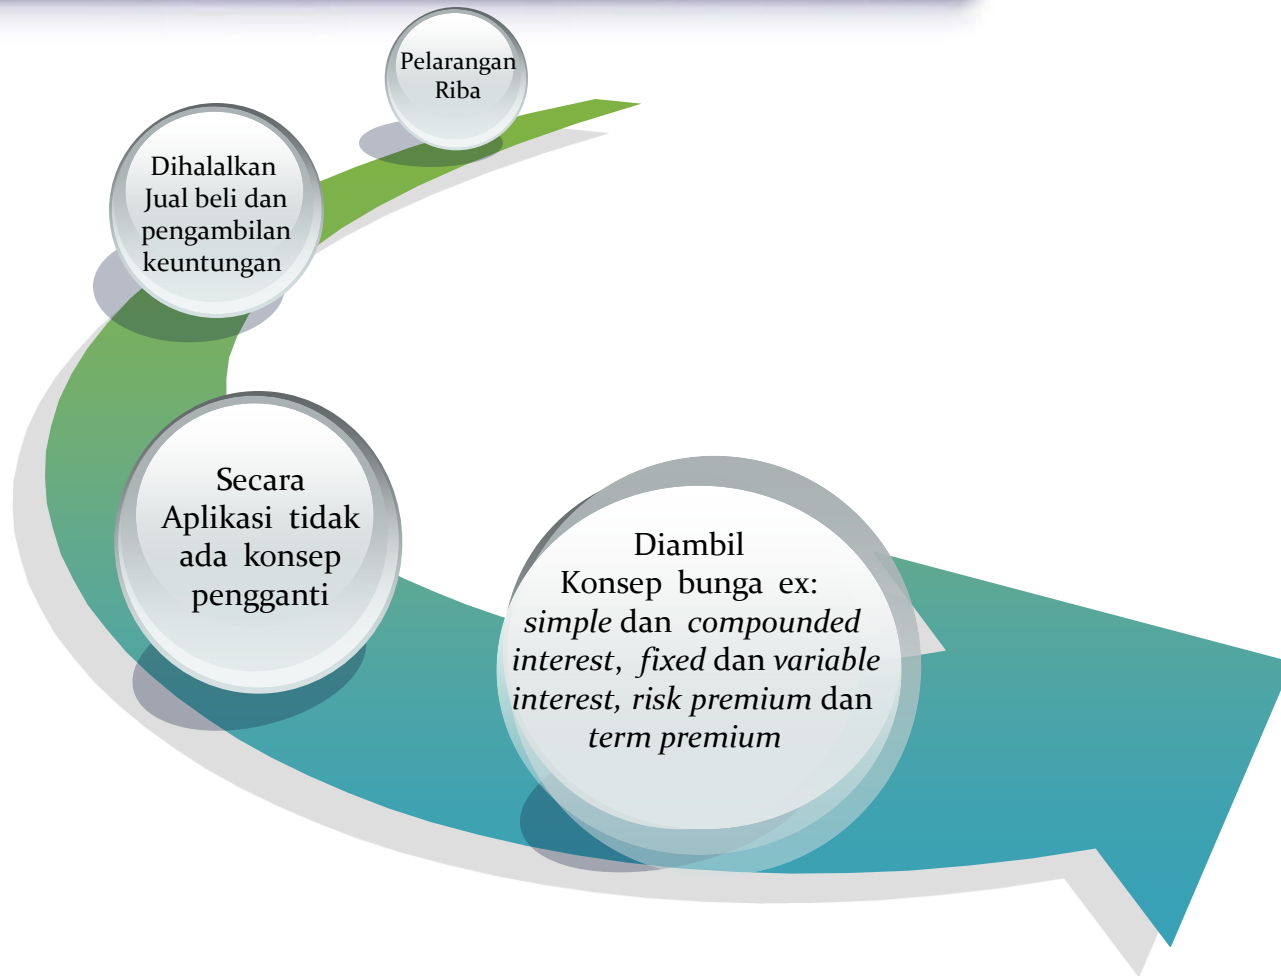 Pelarangan
Riba
Dihalalkan
Jual beli dan
pengambilan
keuntungan
Secara
Aplikasi tidak
ada konsep
pengganti
Diambil
Konsep bunga ex:
simple dan compounded
interest, fixed dan variable
interest, risk premium dan
term premium